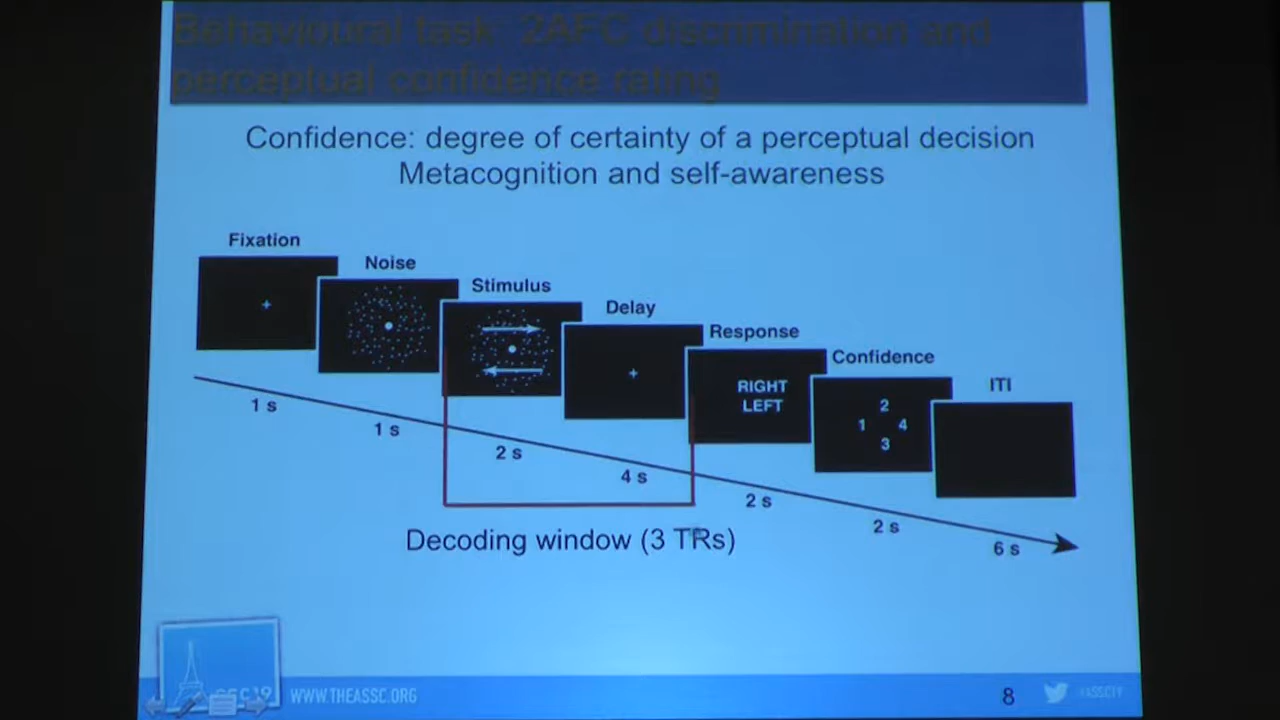 Behavioural task: 2AFC discrimination and
perceptual confidence rating
Confidence: degree of certainty of a perceptual decision
Metacognition and self-awareness
Fixation
Noise
Stimulus
Delay
Response
Confidence
ITI
RIGHT
LEFT
2
1 4
3
1 s
1 s
2 s
4 s
2 s
2 s
6 s
Decoding window (3 TRs)
WWW.THEASSC.ORG
8